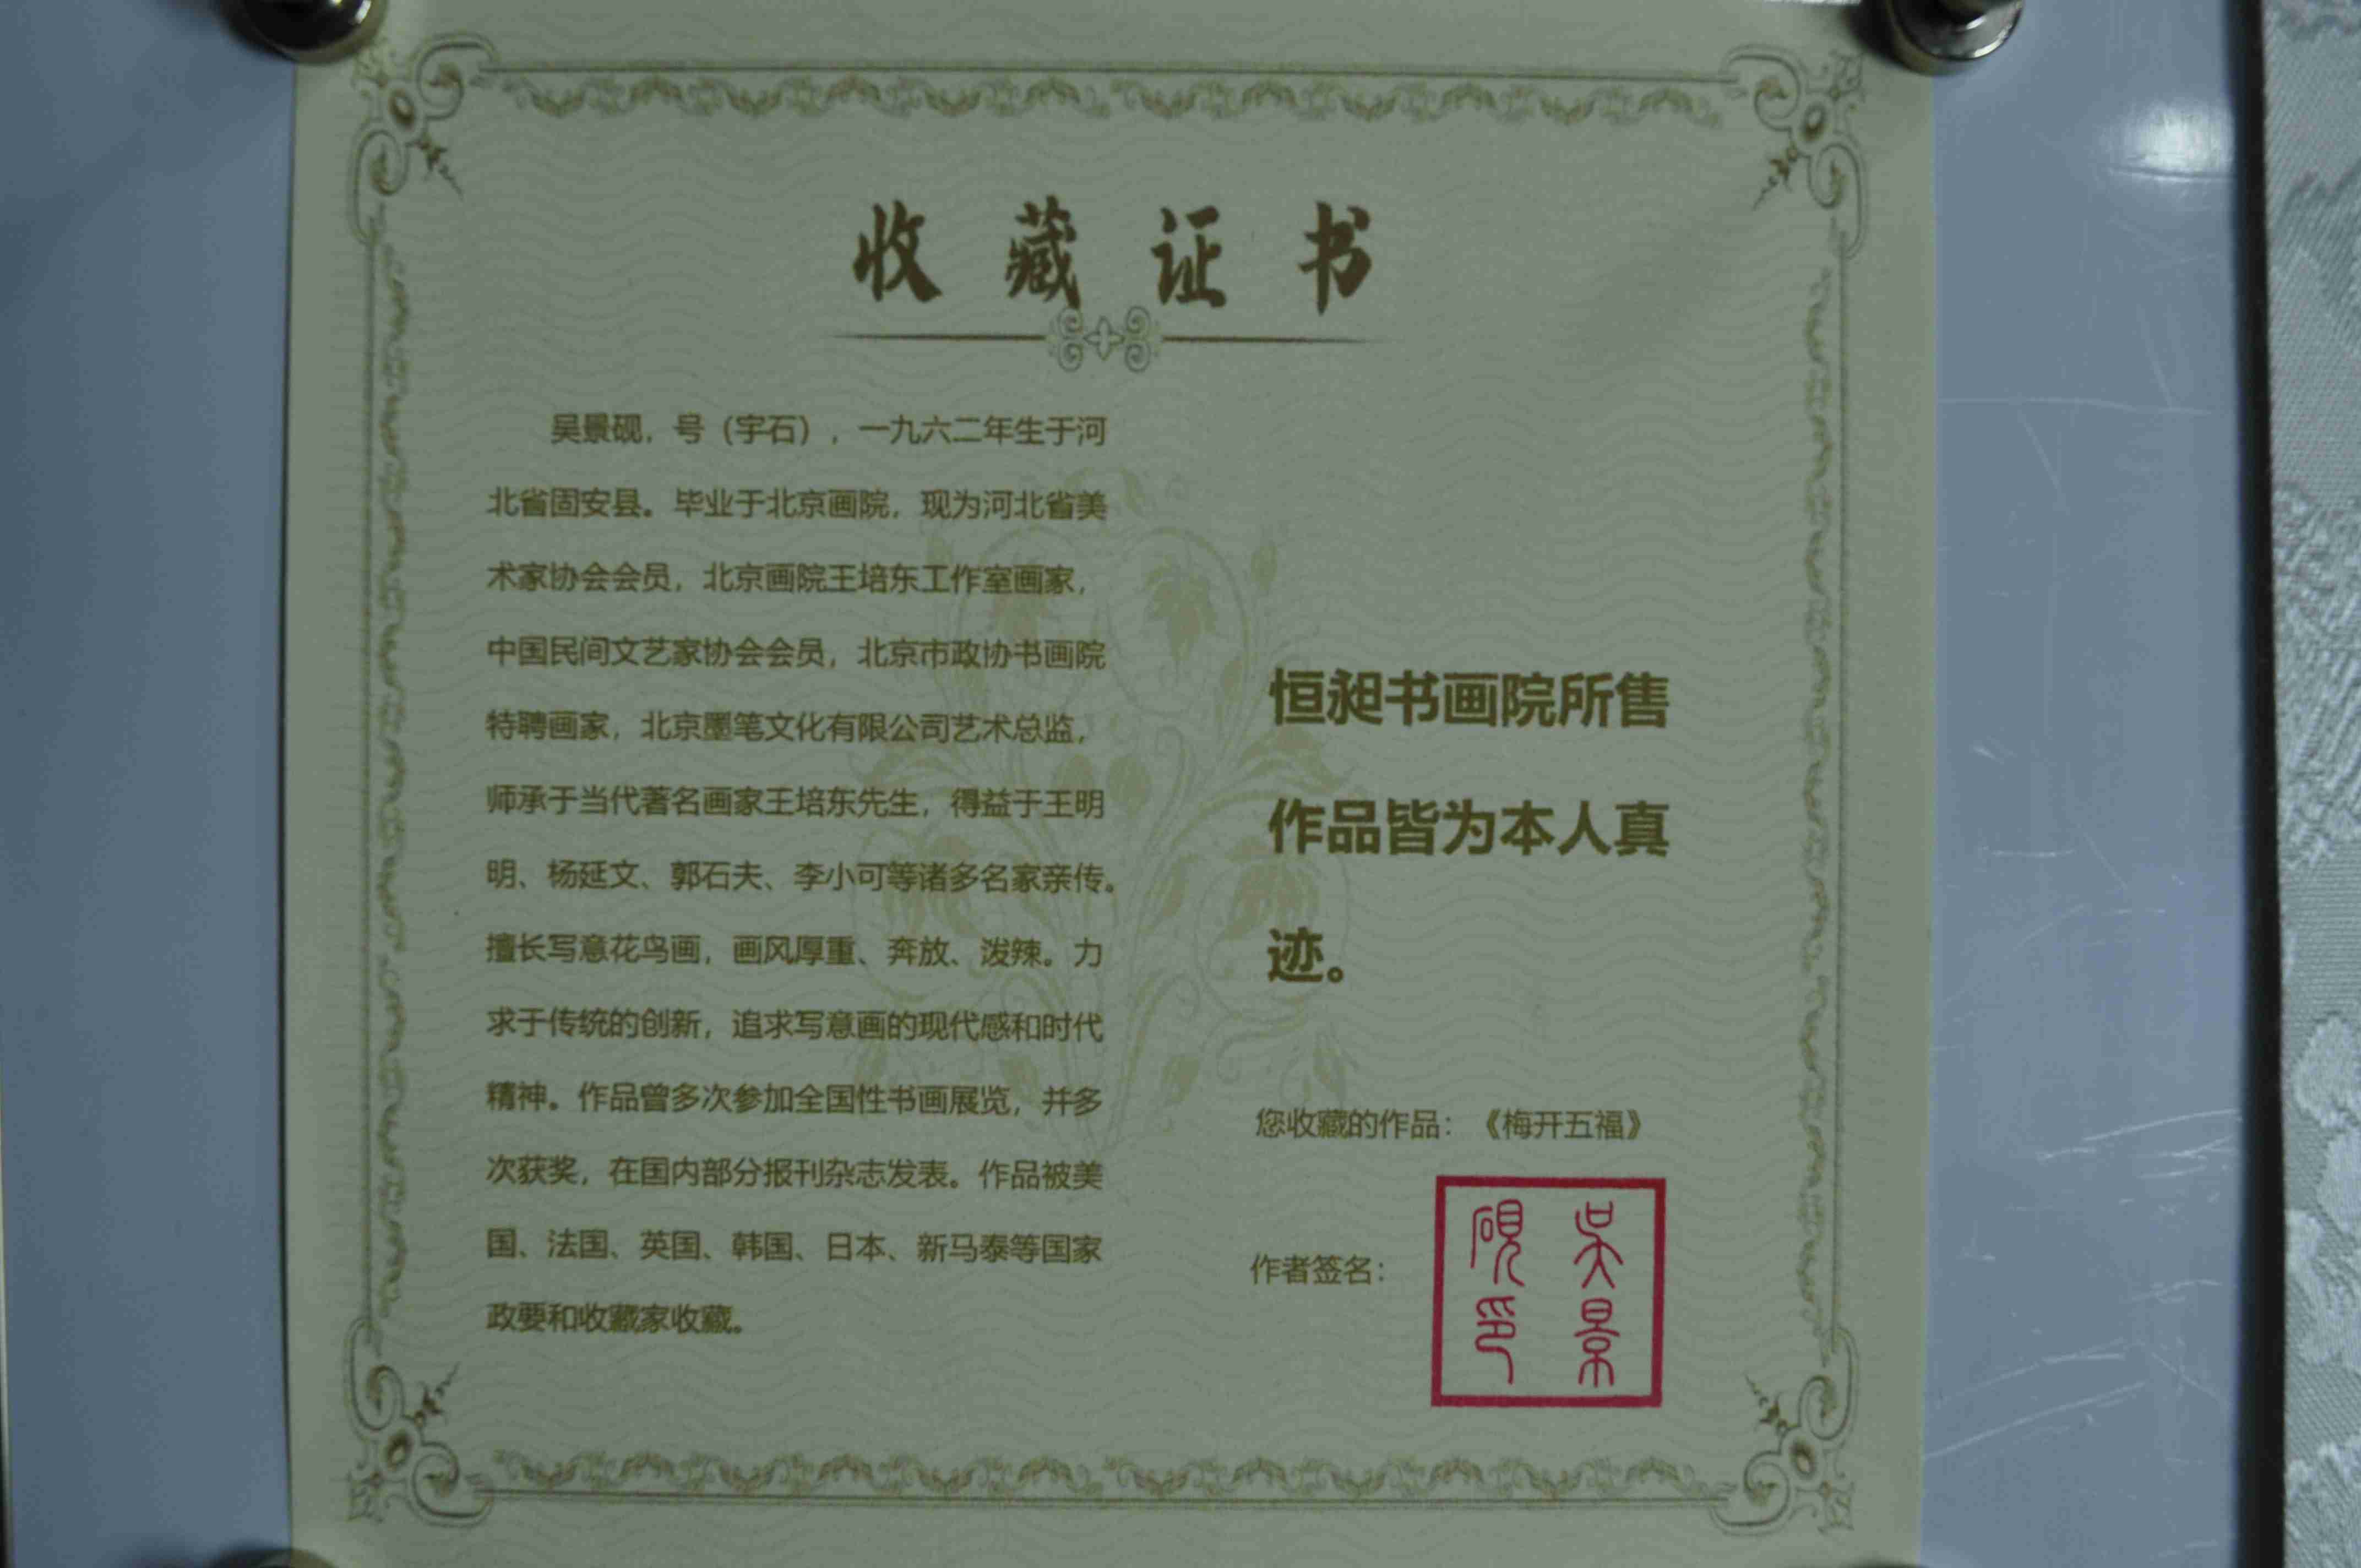 收藏证书
吴景砚，号（宇石），一九六二年生于河
北省固安县。毕业于北京画院，现为河北省美
术家协会会员，北京画院王培东工作室画家，
中国民间文艺家协会会员，北京市政协书画院
特聘画家，北京墨笔文化有限公司艺术总监，
师承于当代著名画家王培东先生，得益于王明
明、杨延文、郭石夫、李小可等诸多名家亲传。
擅长写意花鸟画，画风厚重、奔放、泼辣。力
求于传统的创新，追求写意画的现代感和时代
精神。作品曾多次参加全国性书画展览，并多
次获奖，在国内部分报刊杂志发表。作品被美
国、法国、英国、韩国、日本、新马泰等国家
政要和收藏家收藏。
恒昶书画院所售
作品皆为本人真
迹。
您收藏的作品：《梅开五福》
作者签名：
吴景
砚印